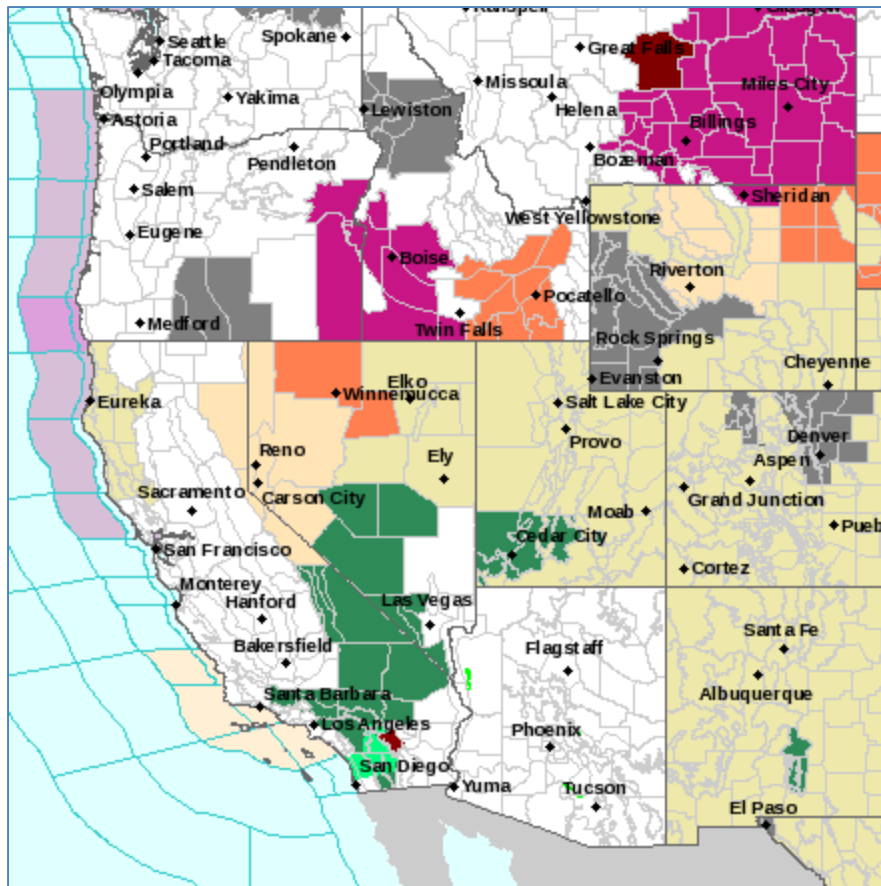 Kalispell
Glasgow
Seattle
Spokane
Tacoma
Great Falls
Missoula
Miles City
Olympia
Yakima
Lewiston
Helena
Astoria
Billings
Portland
Pendleton
Bozeman
Salem
Sheridan
West Yellowstone
Eugene
Boise
Riverton
Pocatello
Medford
Twin Falls
Rock Springs
Cheyenne
Elko
Evanston
Winnemucca
Eureka
Salt Lake City
Provo
Denver
Reno
Ely
Aspen
Carson City
Grand Junction
Sacramento
Moab
Pueb
Cedar City
San Francisco
Cortez
Monterey
Las Vegas
Hanford
Flagstaff
Santa Fe
Bakersfield
Albuquerque
Santa Barbara
Los Angeles
Phoenix
San Diego
Yuma
Tucson
El Paso